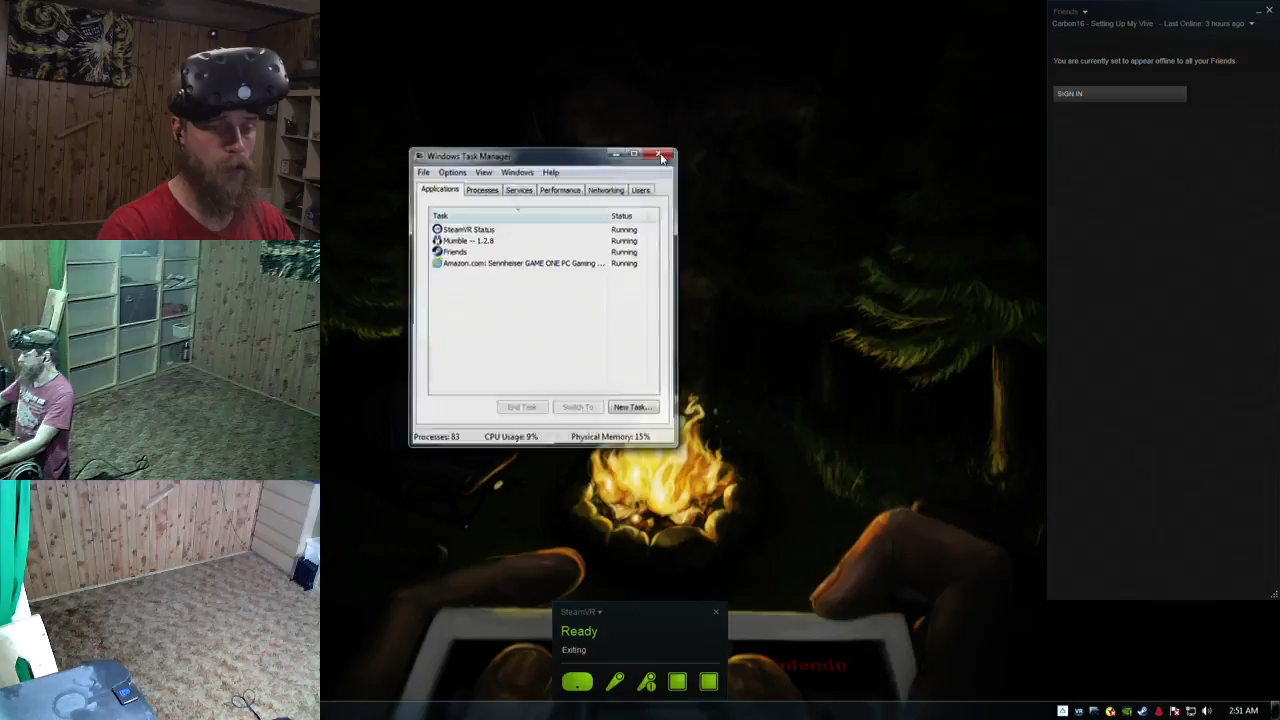 Friends
Carbon16 - Setting Up My Vive - Last Online: 3 hours ago
You are currently set to appear offline to all your Friends.
SIGN IN
Windows Task Manager
File Options View Windows Help
Applications Processes Services Performance Networking Users
Task Status
SteamVR Status Running
Mumble -- 1.2.8 Running
Friends Running
Amazon.com: Sennheiser GAME ONE PC Gaming ... Running
End Task Switch To New Task...
Processes: 83 CPU Usage: 9% Physical Memory: 15%
SteamVR
Ready
Exiting
Nintendo
2:51 AM